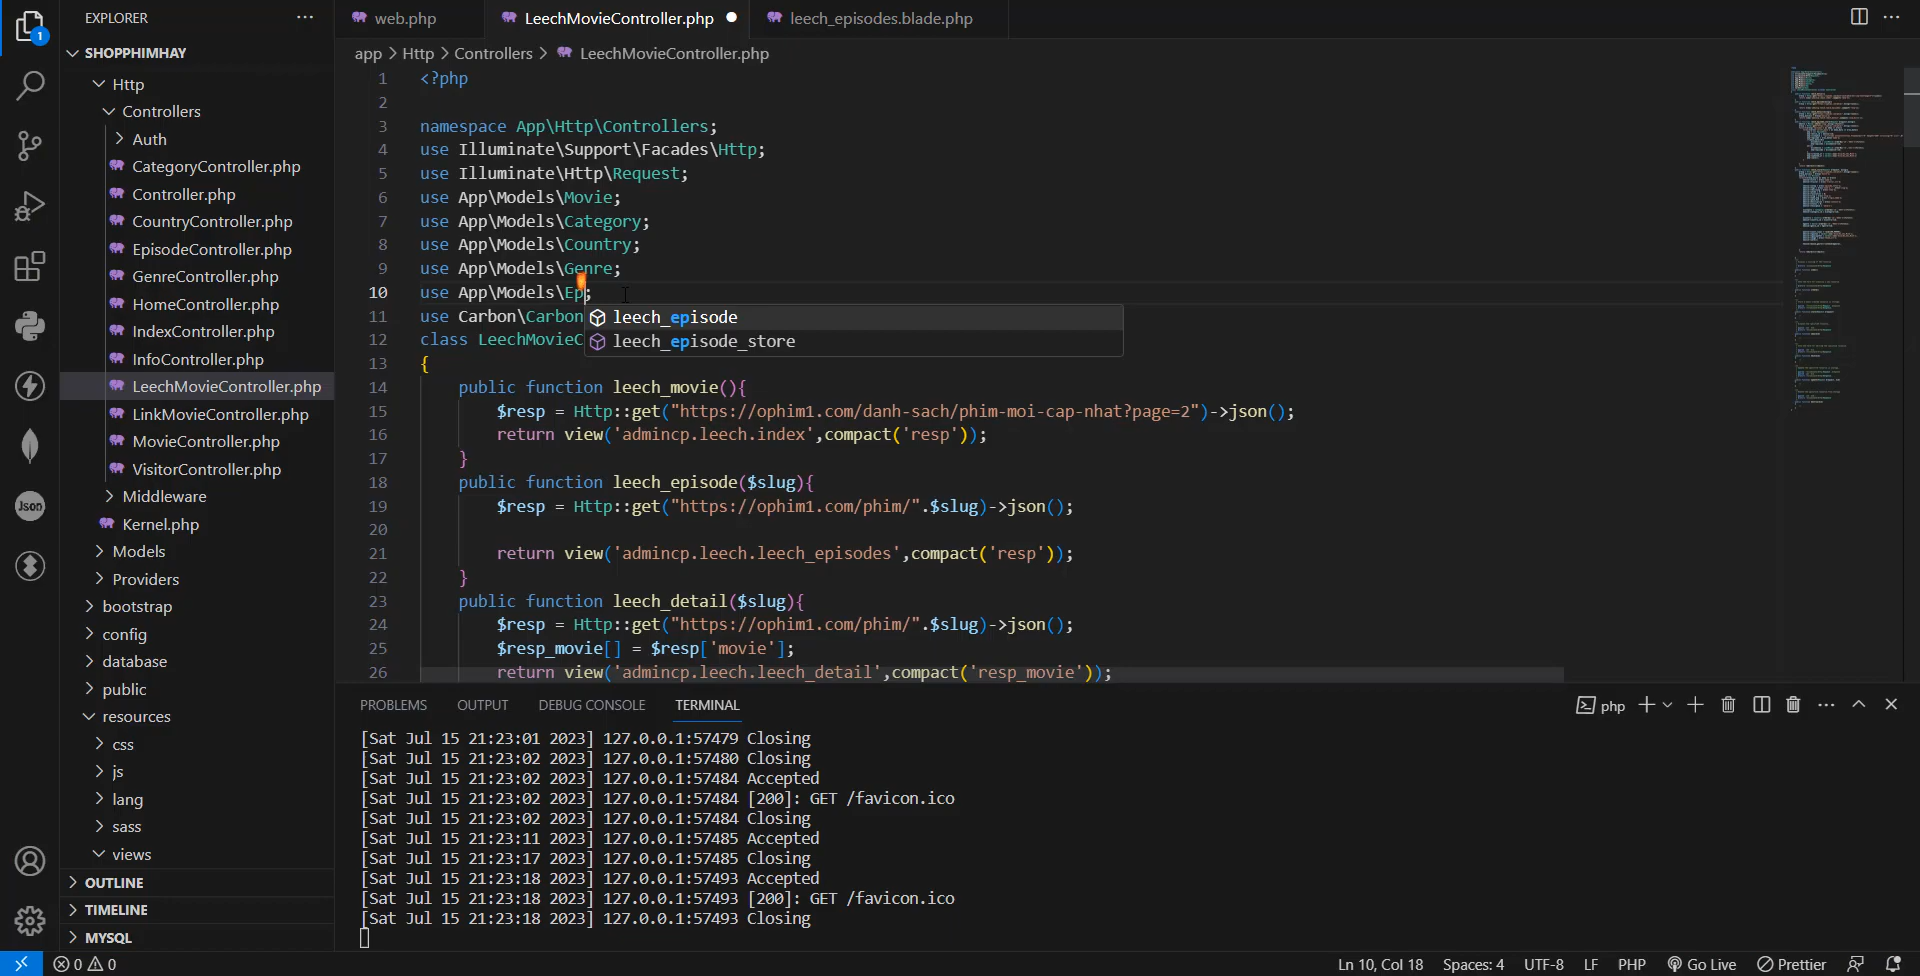 EXPLORER
web.php
LeechMovieController.php
leech_episodes.blade.php
SHOPPHIMHAY
app > Http > Controllers > LeechMovieController.php
1
Http
Controllers
Auth
CategoryController.php
Controller.php
CountryController.php
EpisodeController.php
GenreController.php
HomeController.php
IndexController.php
InfoController.php
LeechMovieController.php
LinkMovieController.php
MovieController.php
VisitorController.php
Middleware
Kernel.php
Models
Providers
bootstrap
config
database
public
resources
css
js
lang
sass
views
OUTLINE
TIMELINE
MYSQL
Json
1 <?php
2
3 namespace App\Http\Controllers;
4 use Illuminate\Support\Facades\Http;
5 use Illuminate\Http\Request;
6 use App\Models\Movie;
7 use App\Models\Category;
8 use App\Models\Country;
9 use App\Models\Genre;
10 use App\Models\Ep;
11 use Carbon\Carbon
leech_episode
12 class LeechMovieC
leech_episode_store
13 {
14 public function leech_movie(){
15 $resp = Http::get("https://ophim1.com/danh-sach/phim-moi-cap-nhat?page=2")->json();
16 return view('admincp.leech.index',compact('resp'));
17 }
18 public function leech_episode($slug){
19 $resp = Http::get("https://ophim1.com/phim/".$slug)->json();
20
21 return view('admincp.leech.leech_episodes',compact('resp'));
22 }
23 public function leech_detail($slug){
24 $resp = Http::get("https://ophim1.com/phim/".$slug)->json();
25 $resp_movie[] = $resp['movie'];
26 return view('admincp.leech.leech_detail',compact('resp_movie'));
PROBLEMS OUTPUT DEBUG CONSOLE TERMINAL
php
[Sat Jul 15 21:23:01 2023] 127.0.0.1:57479 Closing
[Sat Jul 15 21:23:02 2023] 127.0.0.1:57480 Closing
[Sat Jul 15 21:23:02 2023] 127.0.0.1:57484 Accepted
[Sat Jul 15 21:23:02 2023] 127.0.0.1:57484 [200]: GET /favicon.ico
[Sat Jul 15 21:23:02 2023] 127.0.0.1:57484 Closing
[Sat Jul 15 21:23:11 2023] 127.0.0.1:57485 Accepted
[Sat Jul 15 21:23:17 2023] 127.0.0.1:57485 Closing
[Sat Jul 15 21:23:18 2023] 127.0.0.1:57493 Accepted
[Sat Jul 15 21:23:18 2023] 127.0.0.1:57493 [200]: GET /favicon.ico
[Sat Jul 15 21:23:18 2023] 127.0.0.1:57493 Closing
0 0 Ln 10, Col 18 Spaces: 4 UTF-8 LF PHP Go Live Prettier